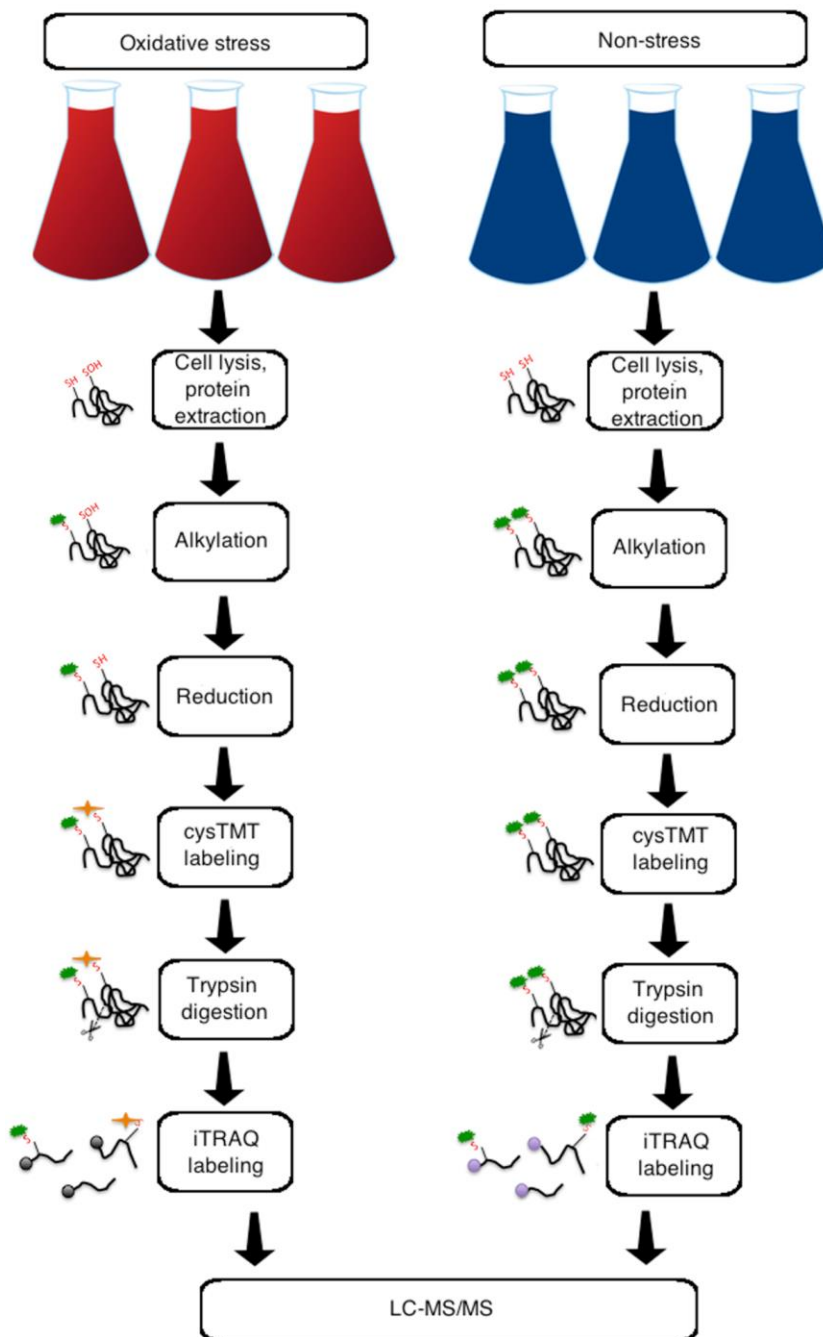 Oxidative stress
Non-stress
SH
SOH
Cell lysis,
protein
extraction
SH
SH
Cell lysis,
protein
extraction
S
SOH
Alkylation
S
S
Alkylation
S
SH
Reduction
S
S
Reduction
S
S
cysTMT
labeling
S
S
cysTMT
labeling
S
S
Trypsin
digestion
S
S
Trypsin
digestion
S
S
iTRAQ
labeling
S
S
iTRAQ
labeling
LC-MS/MS